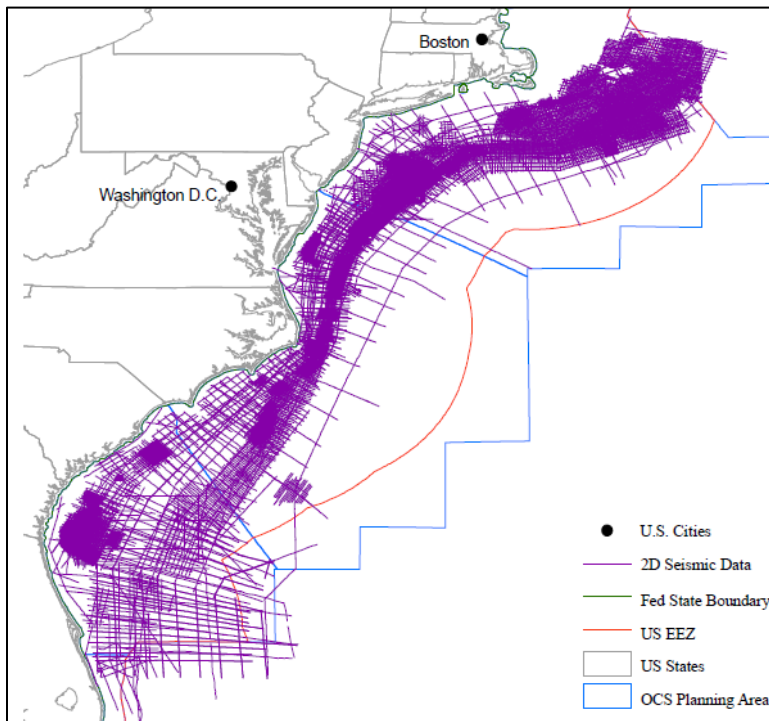 Boston
Washington D.C.
U.S. Cities
2D Seismic Data
Fed State Boundary
US EEZ
US States
OCS Planning Area